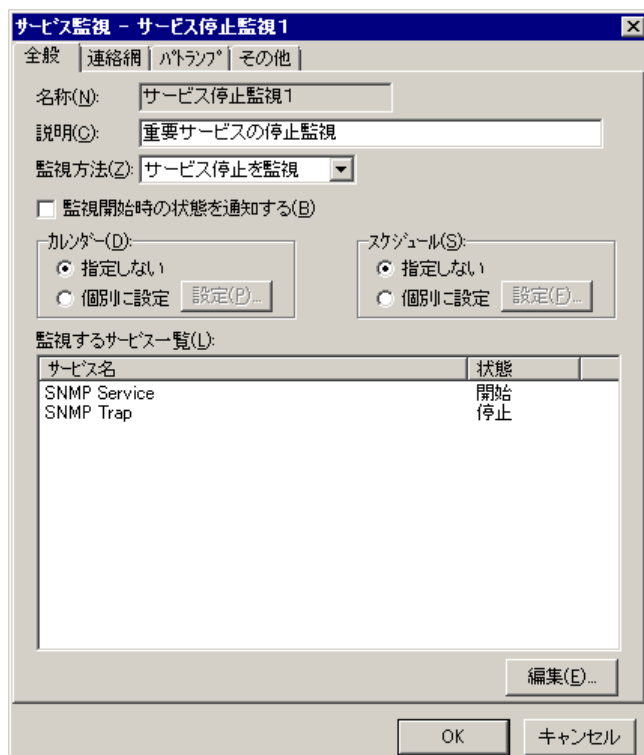 サービス監視 - サービス停止監視1
全般 連絡網 パトランプ その他
名称(N): サービス停止監視1
説明(C): 重要サービスの停止監視
監視方法(Z): サービス停止を監視
監視開始時の状態を通知する(B)
カレンダー(D): スケジュール(S):
指定しない 指定しない
個別に設定 設定(P)... 個別に設定 設定(F)...
監視するサービス一覧(L):
サービス名 状態
SNMP Service 開始
SNMP Trap 停止
編集(E)...
OK キャンセル